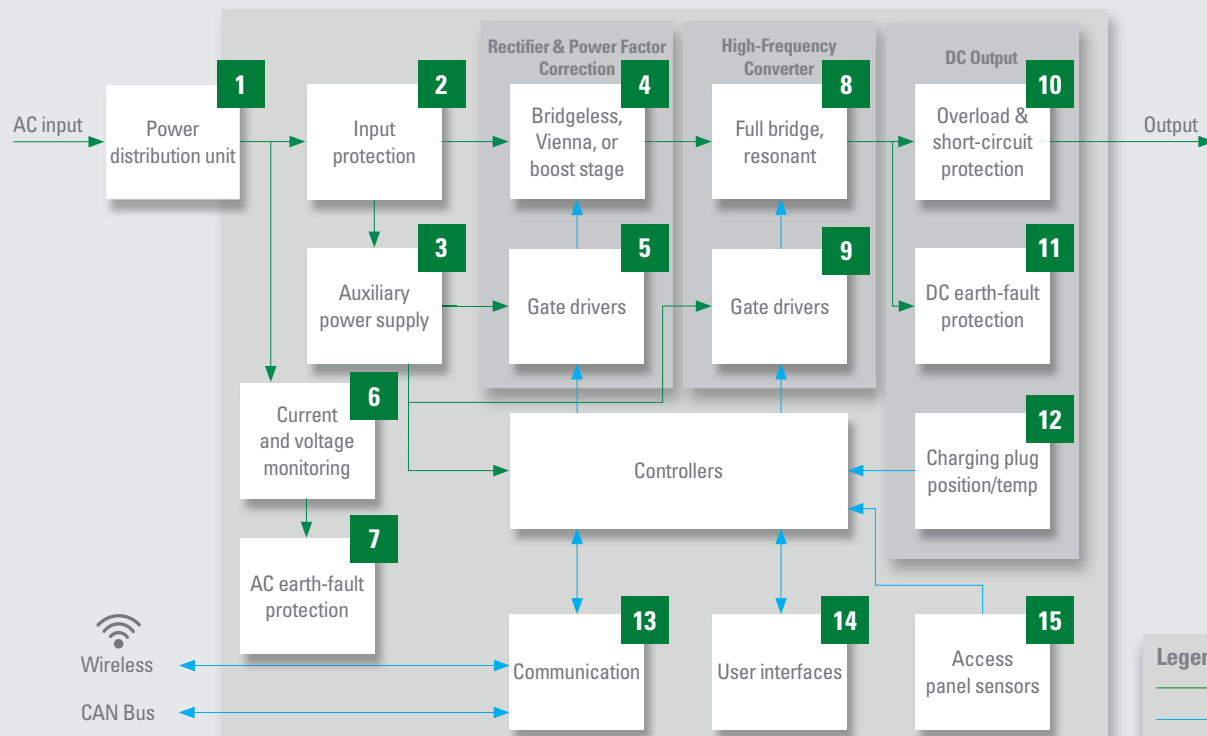 Rectifier & Power Factor
Correction
High-Frequency
Converter
DC Output
1
2
4
8
10
AC input
Power
distribution unit
Input
protection
Bridgeless,
Vienna, or
boost stage
Full bridge,
resonant
Overload &
short-circuit
protection
Output
3
5
9
11
Auxiliary
power supply
Gate drivers
Gate drivers
DC earth-fault
protection
6
Current
and voltage
monitoring
Controllers
12
Charging plug
position/temp
7
AC earth-fault
protection
13
14
15
Wireless
Communication
User interfaces
Access
panel sensors
CAN Bus